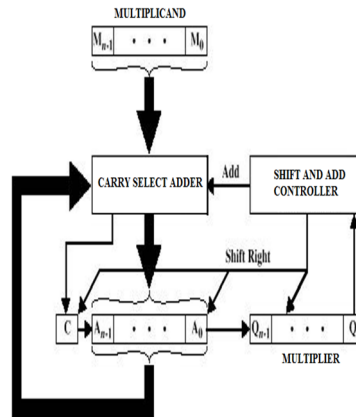 MULTIPLICAND
Mn-1 • • • M0
CARRY SELECT ADDER
Add
SHIFT AND ADD
CONTROLLER
Shift Right
C
An-1 • • • A0
Qn-1 • • • Q
MULTIPLIER